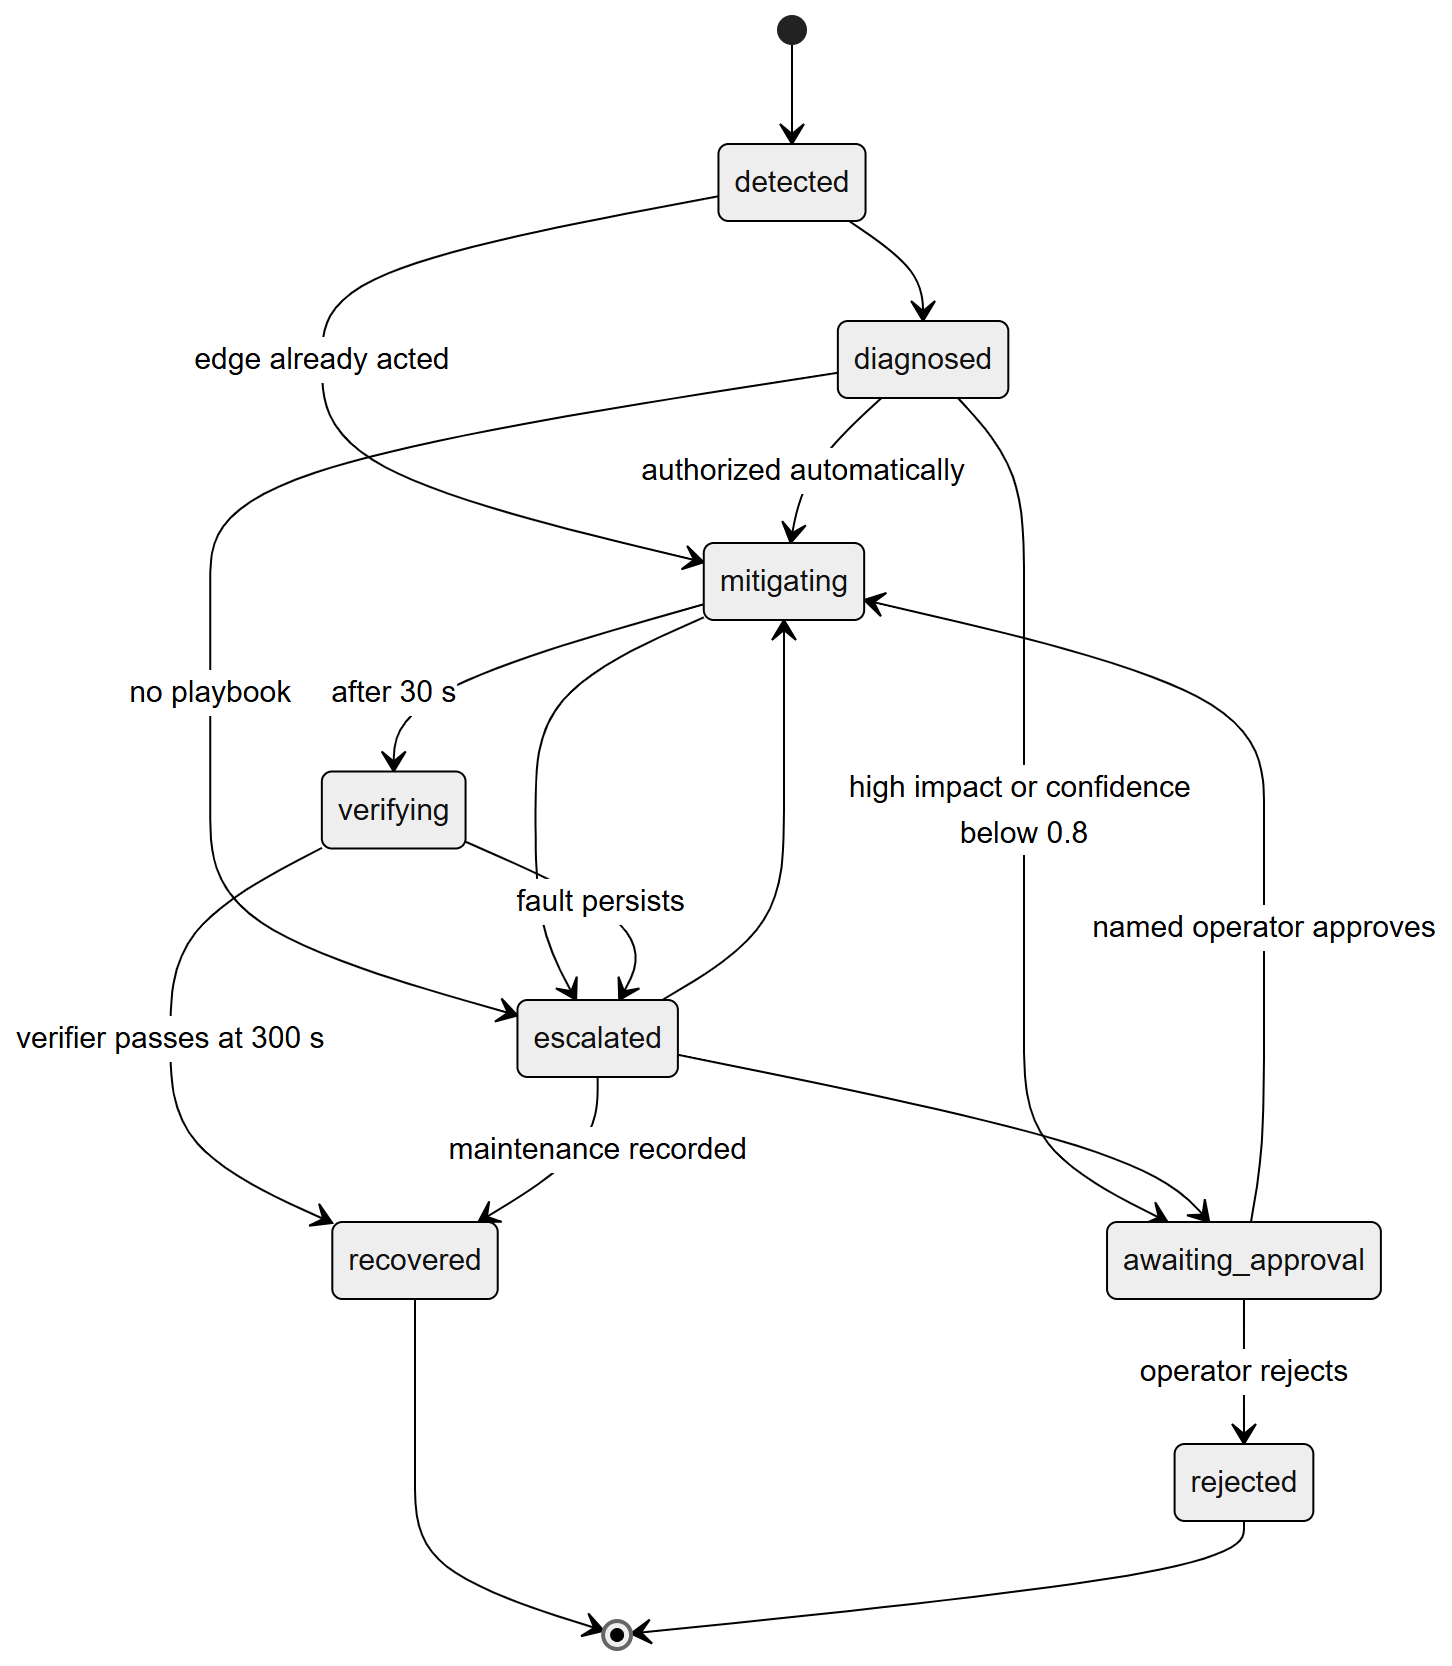 detected
edge already acted
diagnosed
authorized automatically
mitigating
no playbook
after 30 s
high impact or confidence
below 0.8
verifying
fault persists
named operator approves
verifier passes at 300 s
escalated
maintenance recorded
recovered
awaiting_approval
operator rejects
rejected